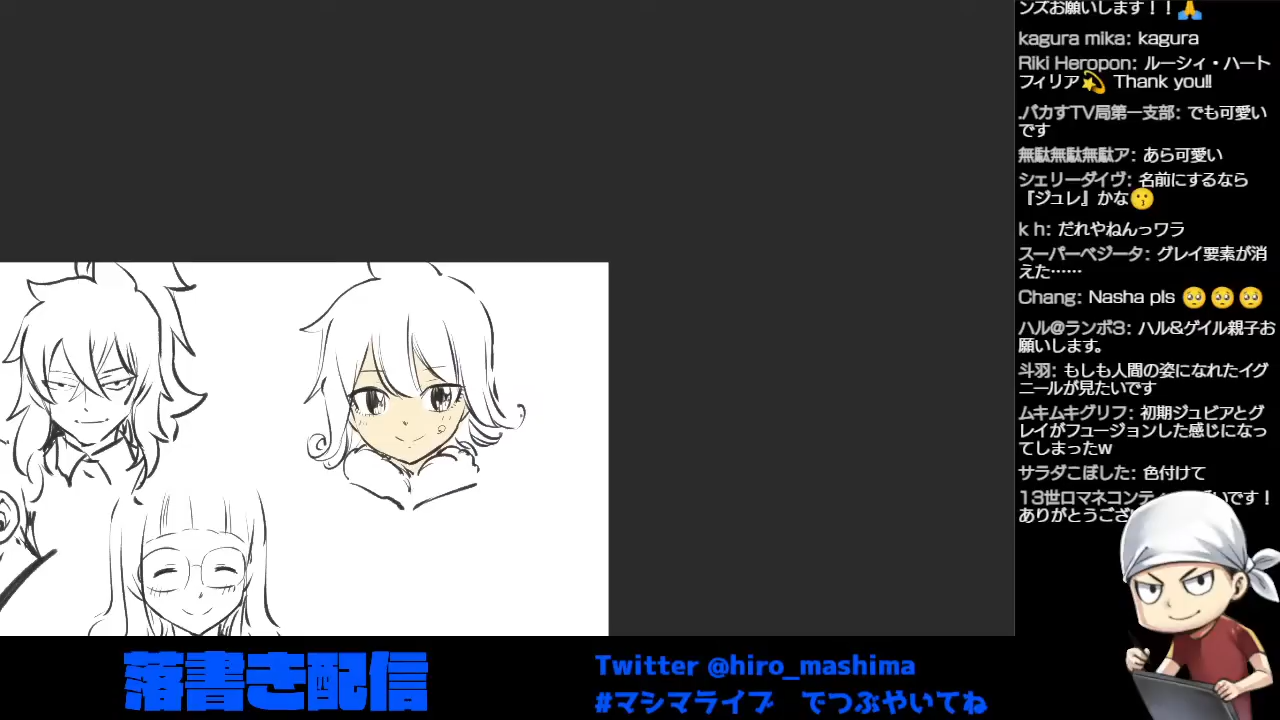 ンズお願いします！！🙏
kagura mika: kagura
Riki Heropon: ルーシィ・ハート
フィリア💫 Thank you!!
.バカすTV局第一支部: でも可愛い
です
無駄無駄無駄ア: あら可愛い
シェリーダイヴ: 名前にするなら
『ジュレ』かな😗
k h: だれやねんっワラ
スーパーベジータ: グレイ要素が消
えた……
Chang: Nasha pls 🥺🥺🥺
ハル@ランボ3: ハル&ゲイル親子お
願いします。
斗羽: もしも人間の姿になれたイグ
ニールが見たいです
ムキムキグリフ: 初期ジュビアとグ
レイがフュージョンした感じになっ
てしまったw
サラダこぼした: 色付けて
13世ロマネコンティ いです！
ありがとうござ
落書き配信
Twitter @hiro_mashima
#マシマライブ でつぶやいてね